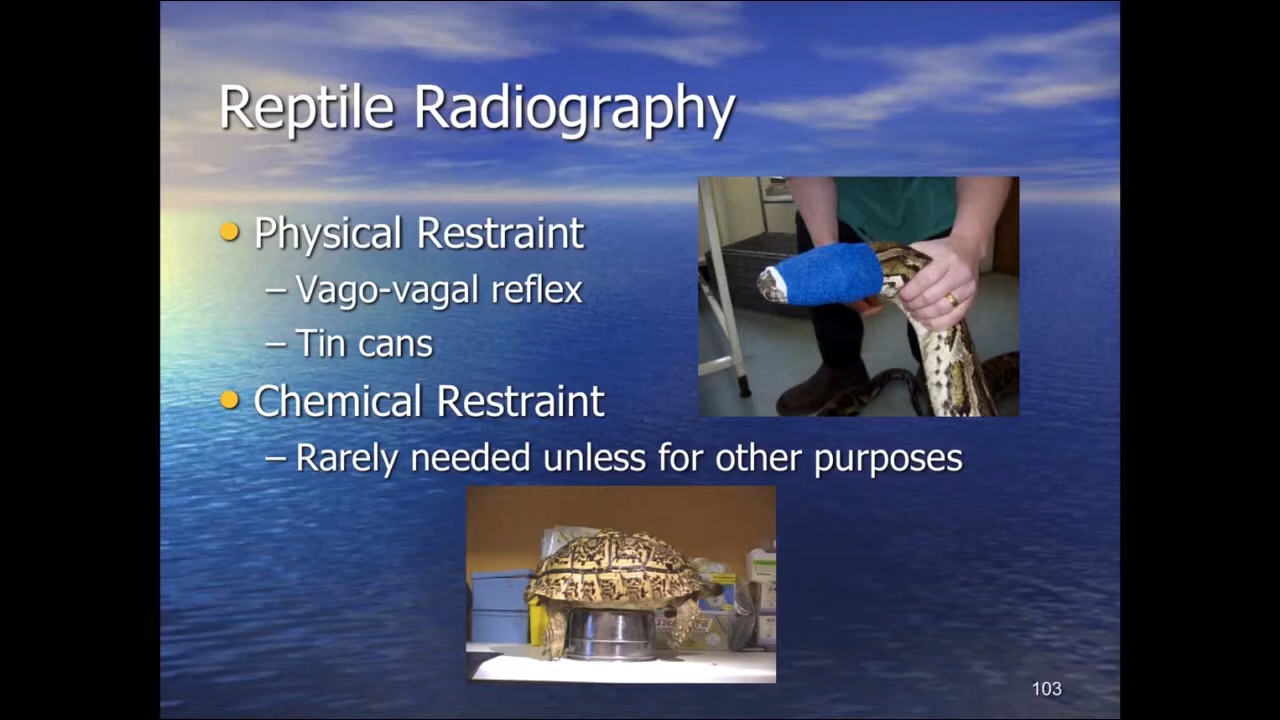 Reptile Radiography
Physical Restraint
– Vago-vagal reflex
– Tin cans
Chemical Restraint
– Rarely needed unless for other purposes
103